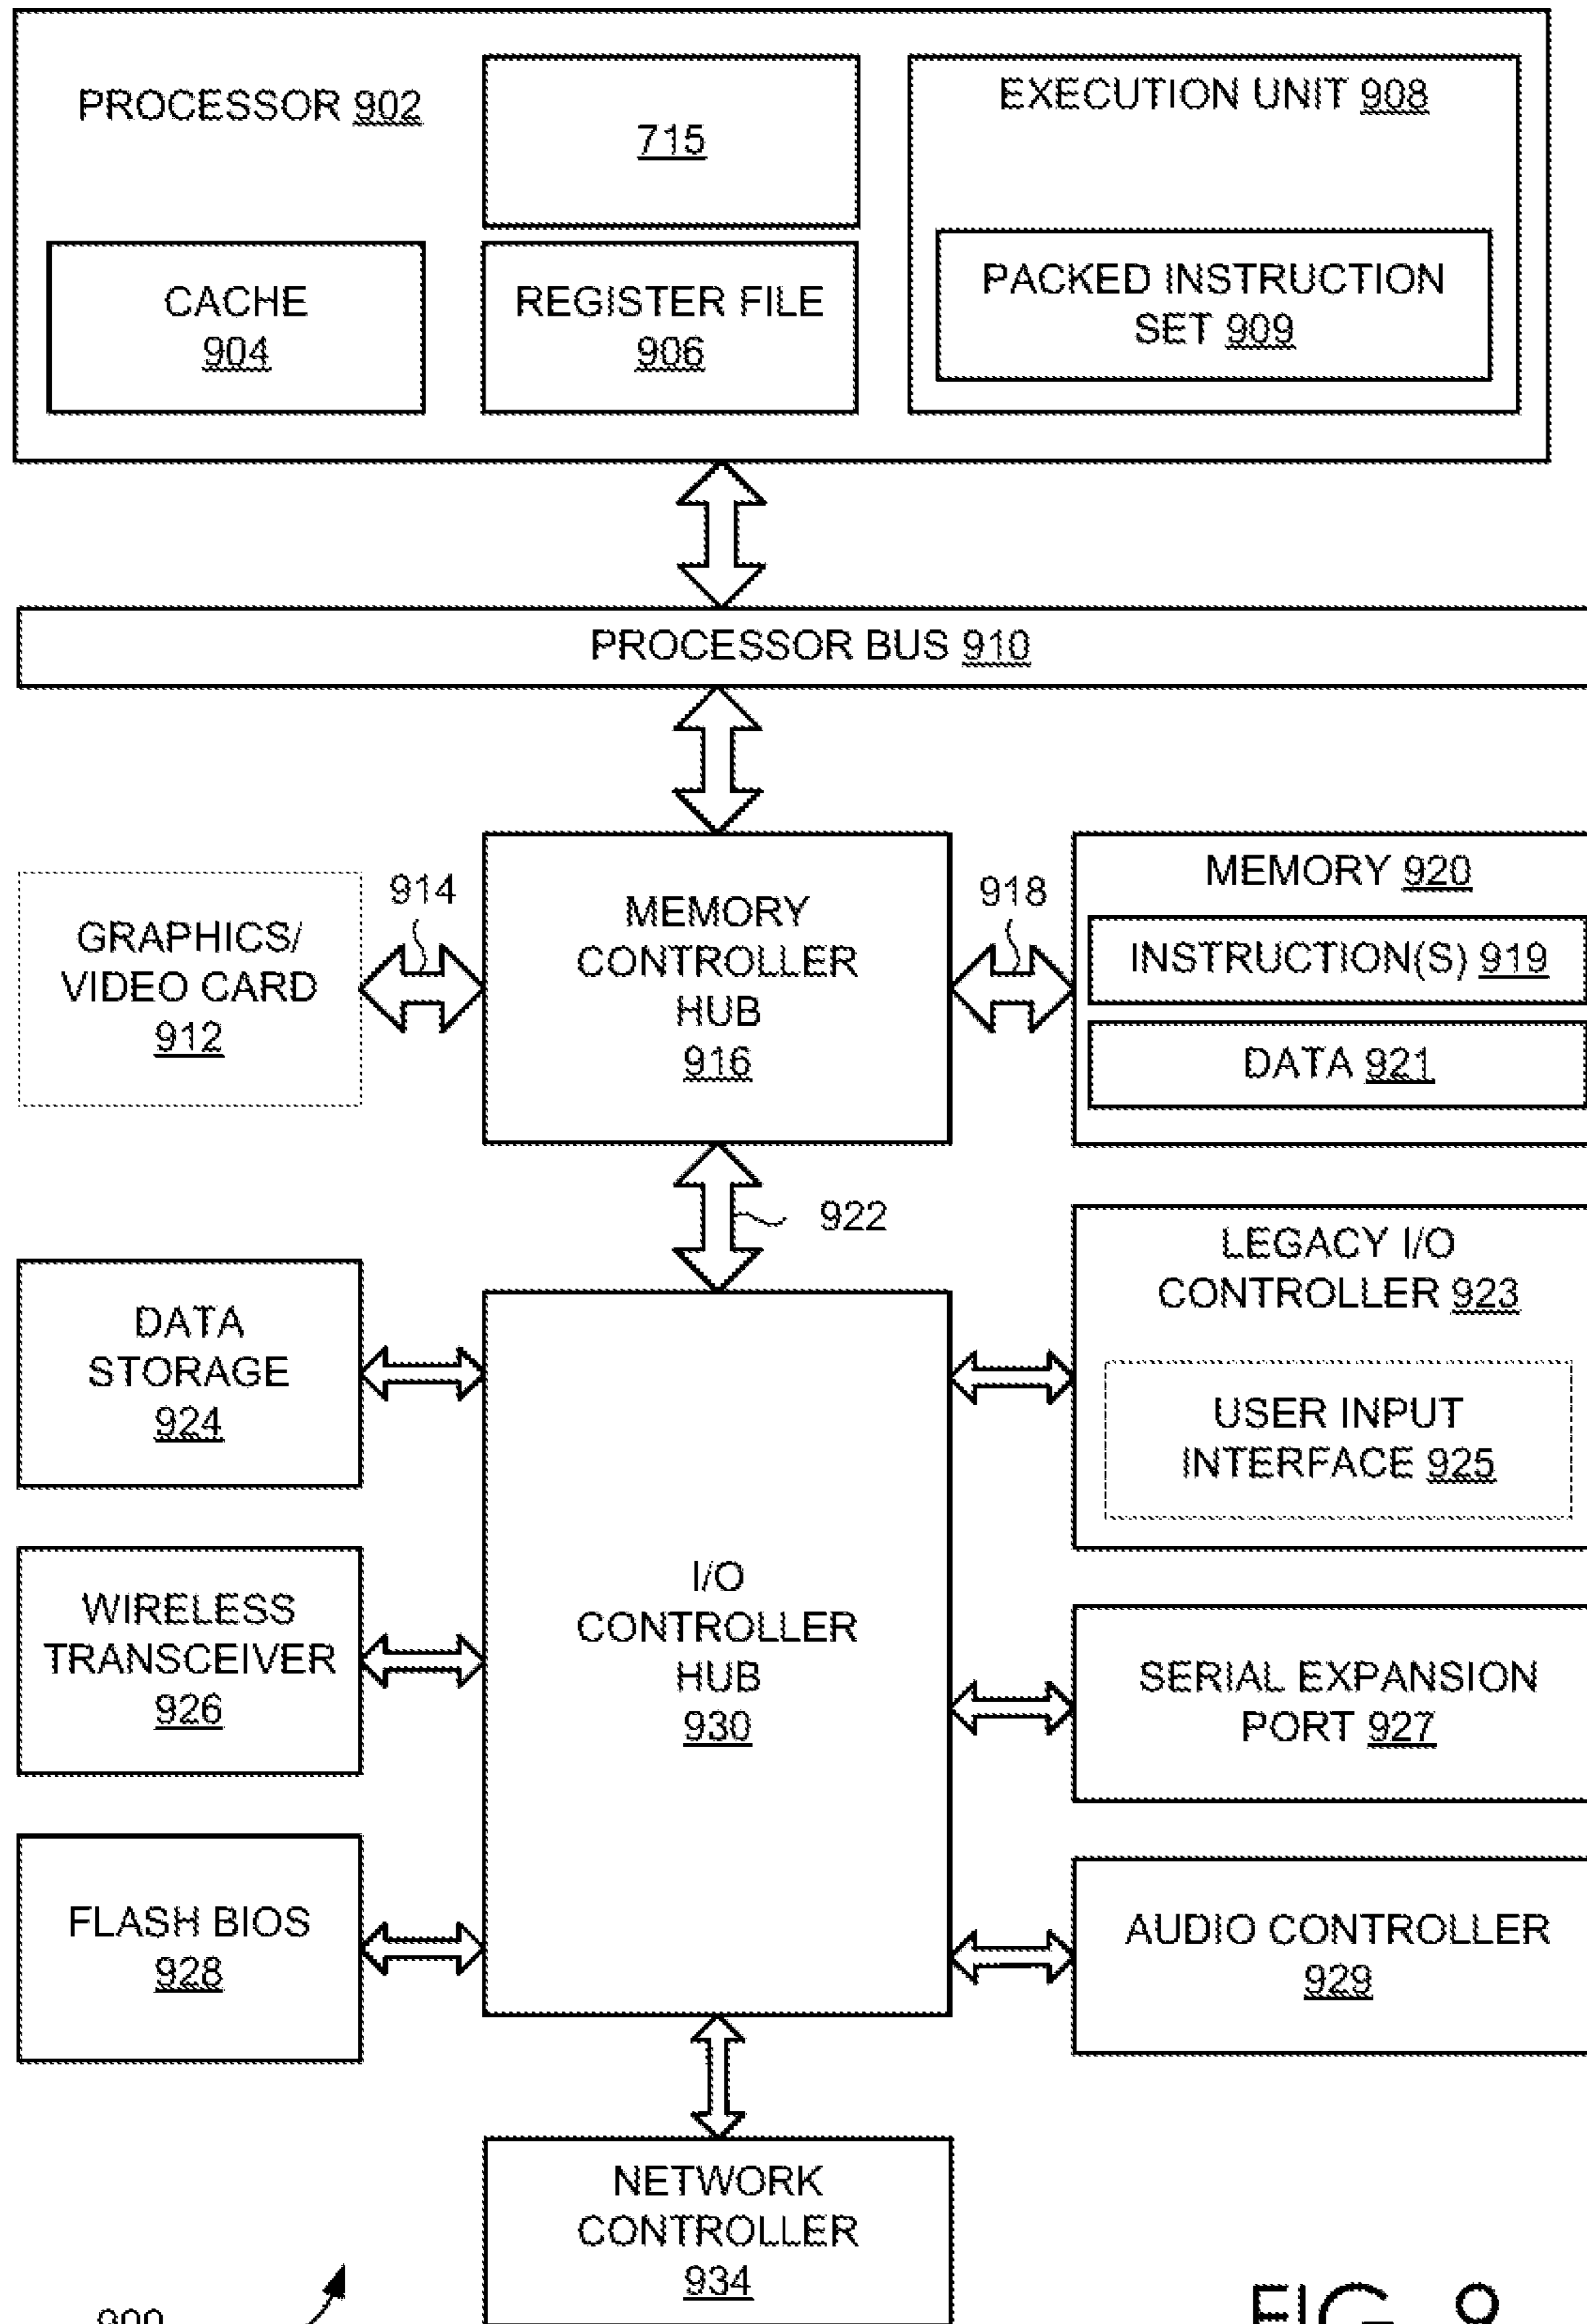 PROCESSOR 902
715
EXECUTION UNIT 908
CACHE
904
REGISTER FILE
906
PACKED INSTRUCTION
SET 909
PROCESSOR BUS 910
GRAPHICS/
VIDEO CARD
912
914
MEMORY
CONTROLLER
HUB
916
918
MEMORY 920
INSTRUCTION(S) 919
DATA 921
922
DATA
STORAGE
924
LEGACY I/O
CONTROLLER 923
USER INPUT
INTERFACE 925
WIRELESS
TRANSCEIVER
926
I/O
CONTROLLER
HUB
930
SERIAL EXPANSION
PORT 927
FLASH BIOS
928
AUDIO CONTROLLER
929
NETWORK
CONTROLLER
934
900
FIG. 9